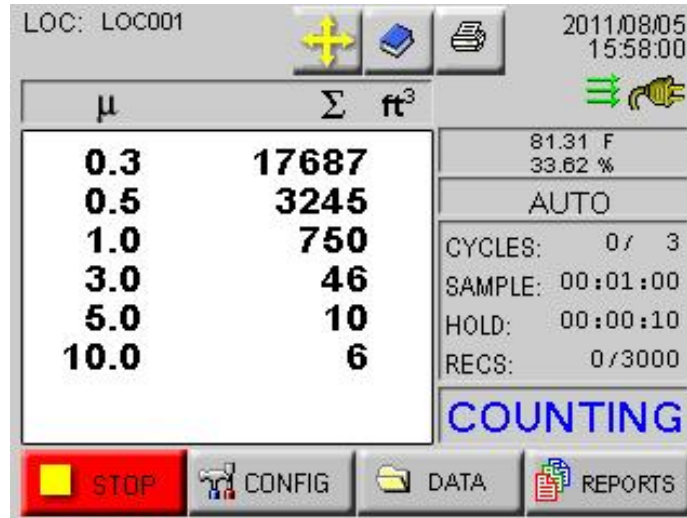 LOC: LOC001
2011/08/05
15:58:00
µ Σ ft³
0.3 17687
0.5 3245
1.0 750
3.0 46
5.0 10
10.0 6
81.31 F
33.62 %
AUTO
CYCLES: 0/ 3
SAMPLE: 00:01:00
HOLD: 00:00:10
RECS: 0/3000
COUNTING
STOP
CONFIG
DATA
REPORTS